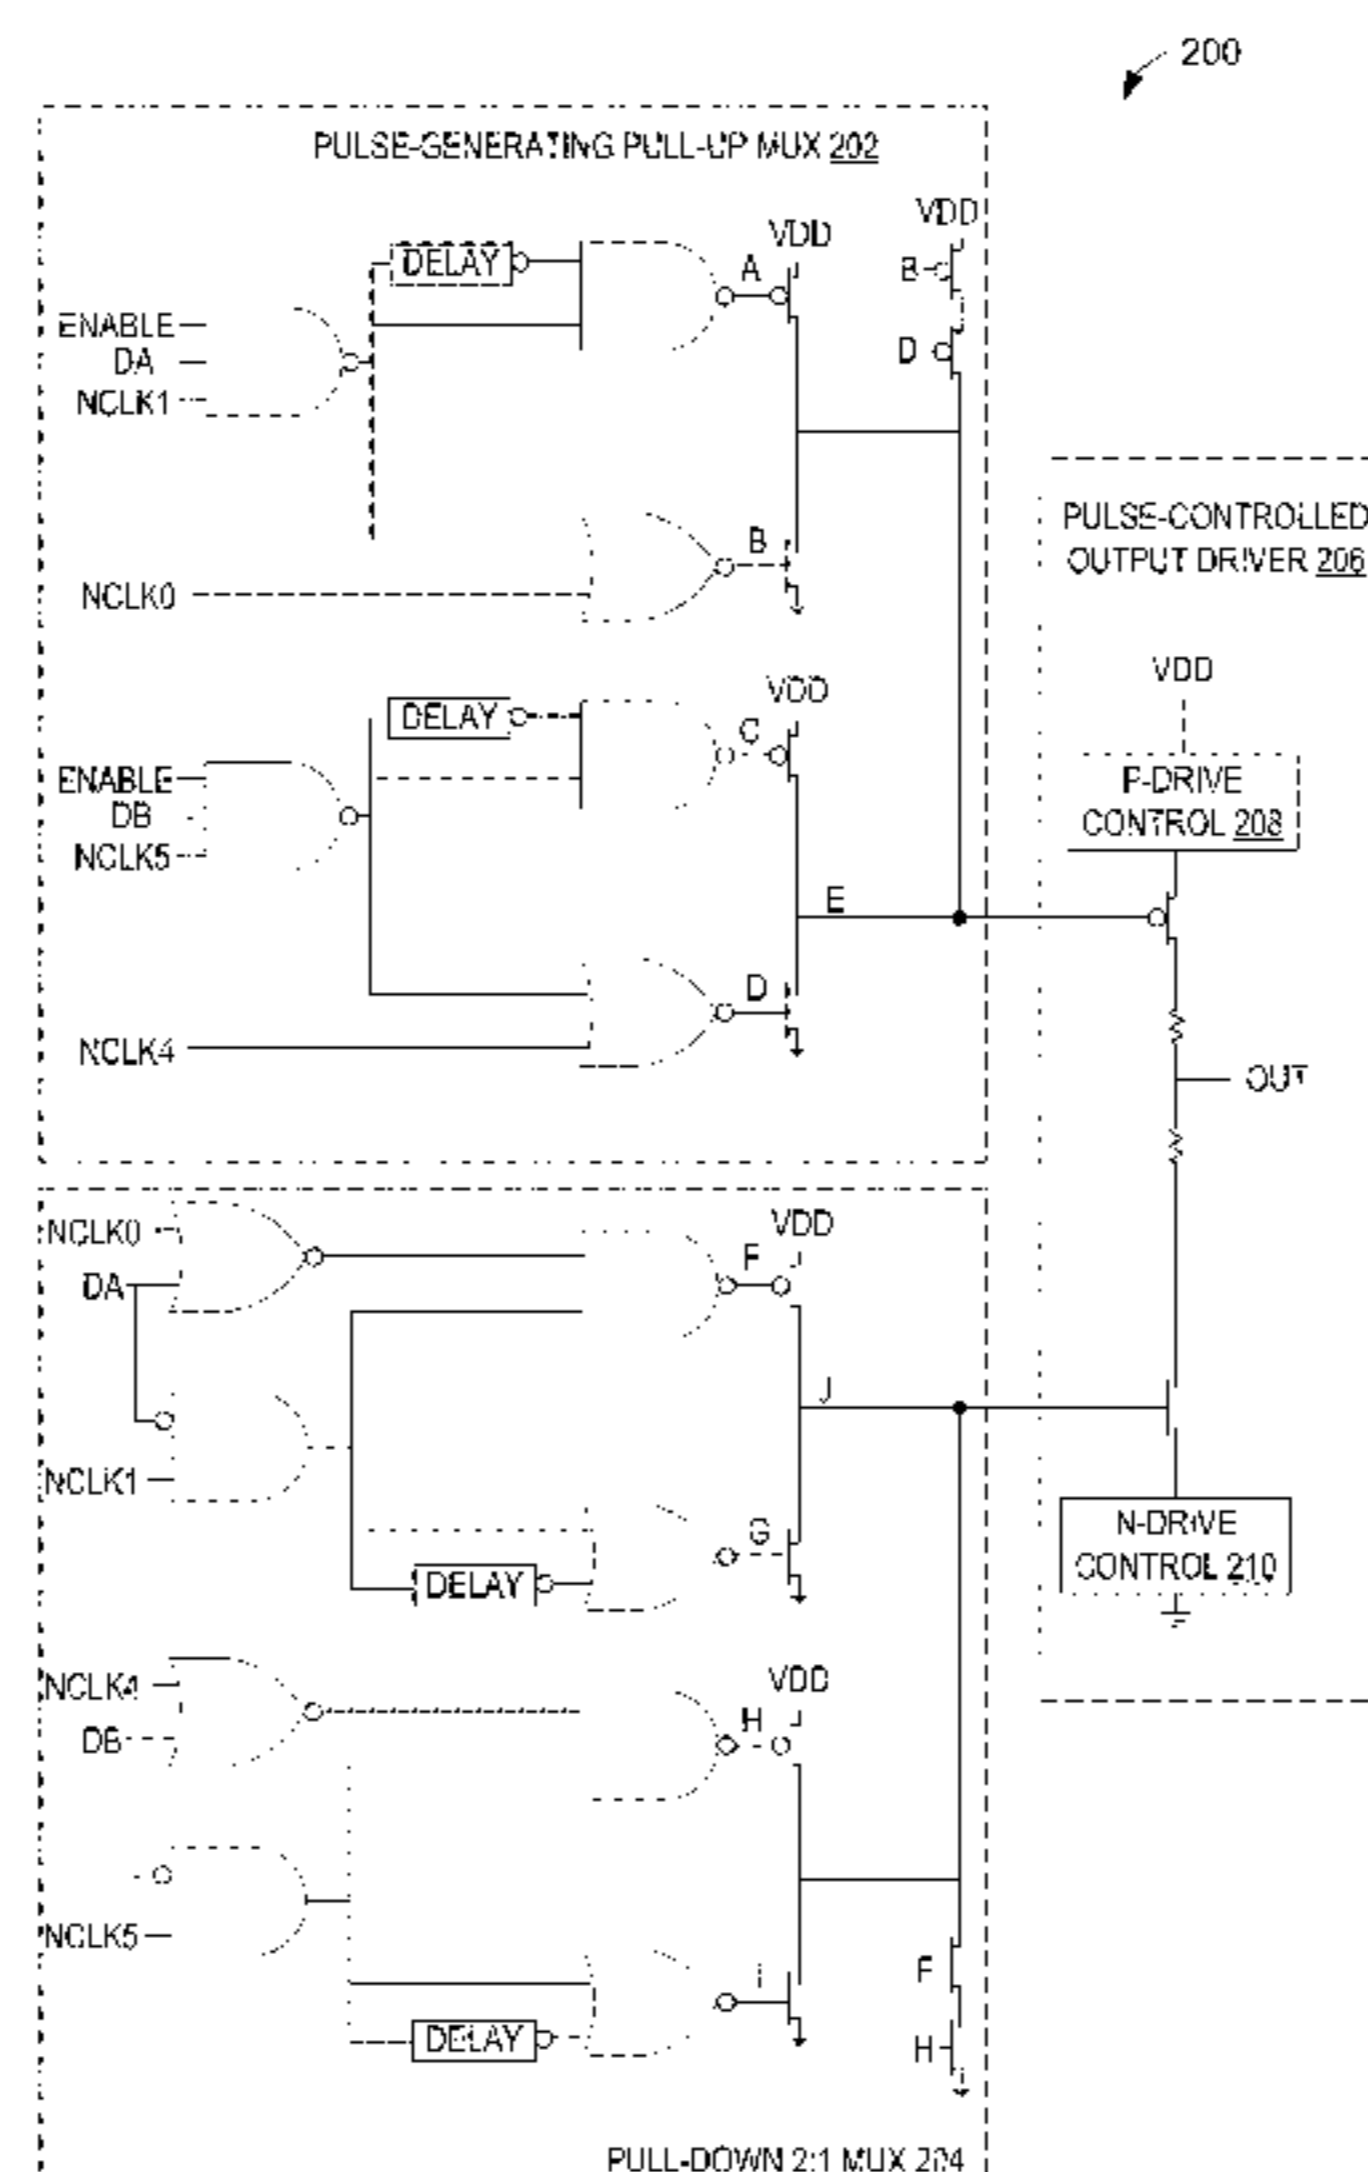 200
PULSE-GENERATING PULL-UP MUX 202
VDD
VDD
DELAY
A
B
ENABLE
DA
NCLK1
D
B
NCLK0
PULSE-CONTROLLED
OUTPUT DRIVER 206
VDD
DELAY
C
ENABLE
DB
NCLK5
VDD
P-DRIVE
CONTROL 208
E
D
NCLK4
OUT
NCLK0
DA
F
VDD
J
NCLK1
G
DELAY
N-DRIVE
CONTROL 210
NCLK4
DB
H
VDD
NCLK5
I
DELAY
F
H
PULL-DOWN 2:1 MUX 204